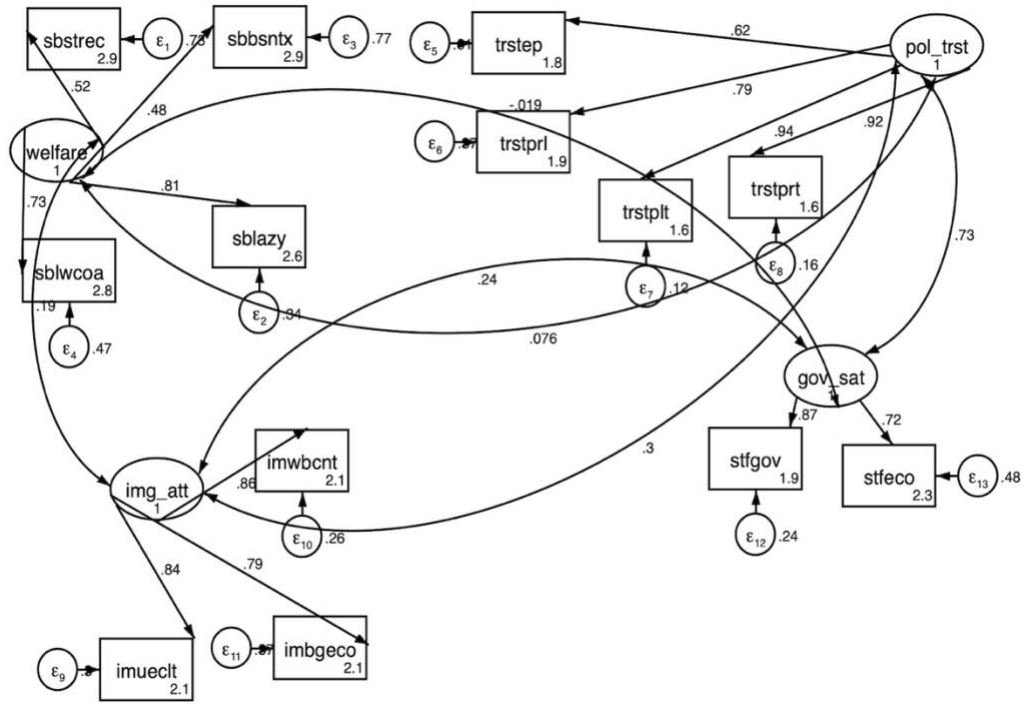 sbstrec
2.9
ε1
.73
sbbsntx
2.9
ε3
.77
ε5
trstep
1.8
.62
pol_trst
1
.52
.48
-.019
.79
ε6
trstprl
1.9
.94
.92
welfare
1
.73
.81
trstplt
1.6
trstprt
1.6
sblazy
2.6
sblwcoa
2.8
.19
.24
ε8
.16
.73
ε7
.12
ε2
.34
ε4
.47
.076
gov_sat
1
.87
.72
imwbcnt
2.1
.86
.3
stfgov
1.9
stfeco
2.3
ε13
.48
img_att
1
ε10
.26
ε12
.24
.84
.79
ε11
imbgeco
2.1
ε9
imueclt
2.1